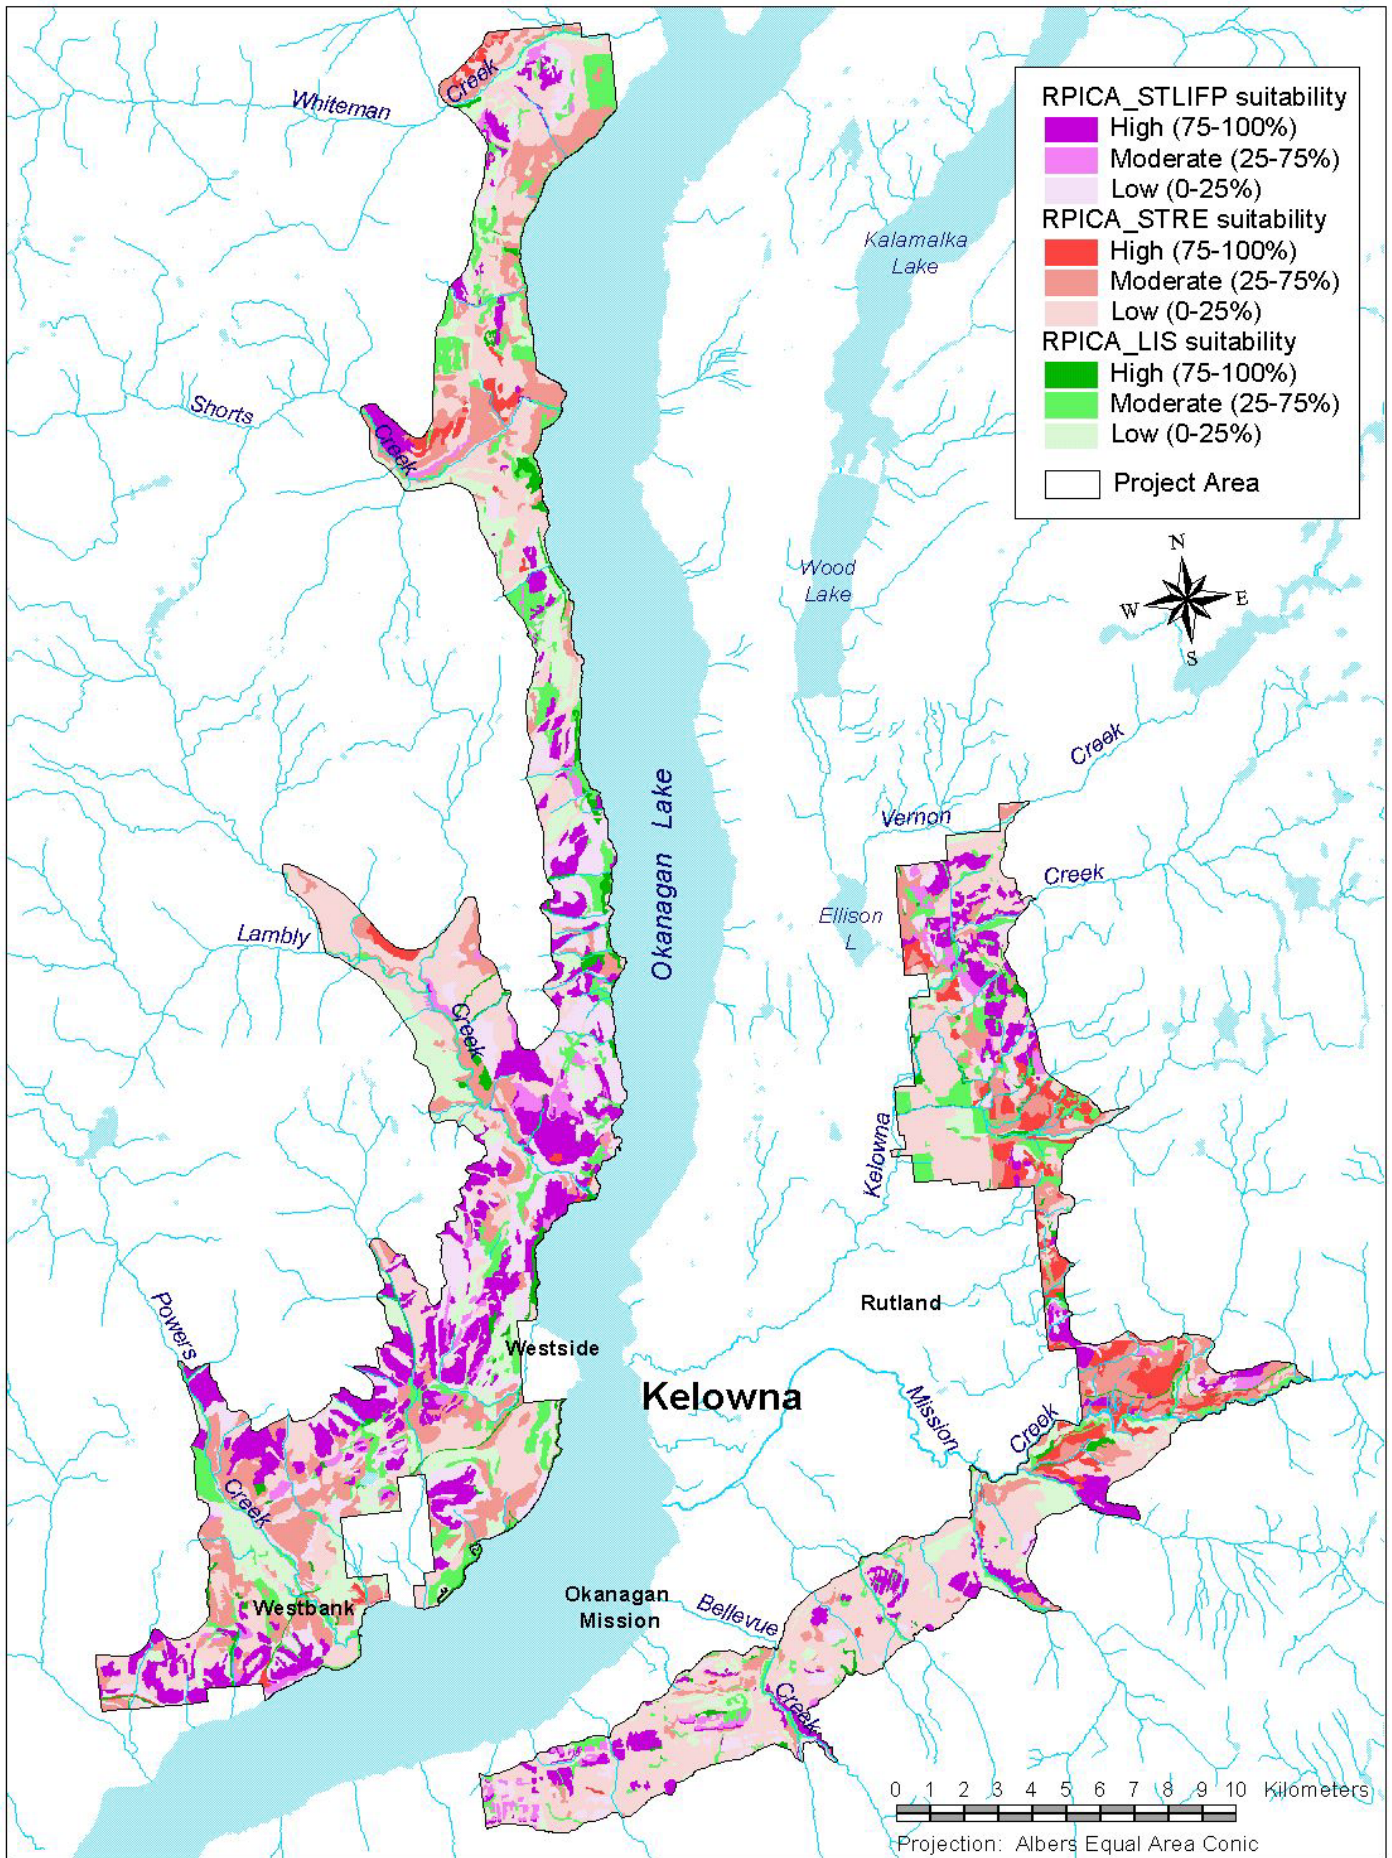 RPICA_STLIFP suitability
High (75-100%)
Moderate (25-75%)
Low (0-25%)
RPICA_STRE suitability
High (75-100%)
Moderate (25-75%)
Low (0-25%)
RPICA_LIS suitability
High (75-100%)
Moderate (25-75%)
Low (0-25%)
Project Area
N
W
E
S
Whiteman
Creek
Kalamalka
Lake
Shorts
Creek
Wood
Lake
Creek
Vernon
Creek
Okanagan Lake
Ellison
L
Lambly
Creek
Kelowna
Powers
Creek
Rutland
Westside
Kelowna
Mission
Creek
Westbank
Okanagan
Mission
Bellevue
Creek
0 1 2 3 4 5 6 7 8 9 10 Kilometers
Projection: Albers Equal Area Conic